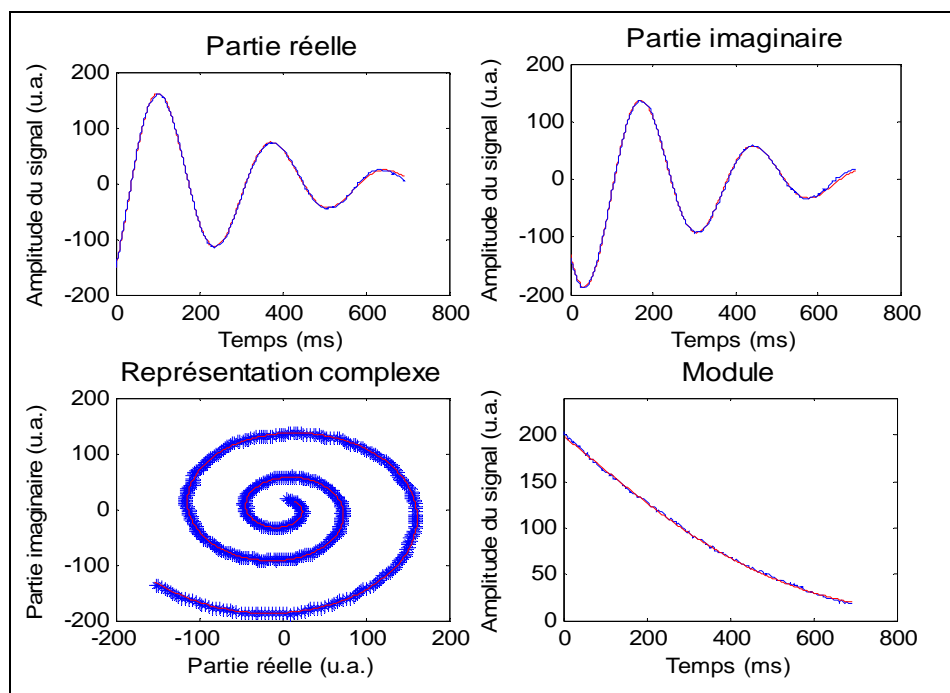 Partie réelle
Amplitude du signal (u.a.)
200
100
0
-100
-200
0 200 400 600 800
Temps (ms)
Partie imaginaire
Amplitude du signal (u.a.)
200
100
0
-100
-200
0 200 400 600 800
Temps (ms)
Représentation complexe
Partie imaginaire (u.a.)
200
100
0
-100
-200
-200 -100 0 100 200
Partie réelle (u.a.)
Module
Amplitude du signal (u.a.)
200
150
100
50
0
0 200 400 600 800
Temps (ms)